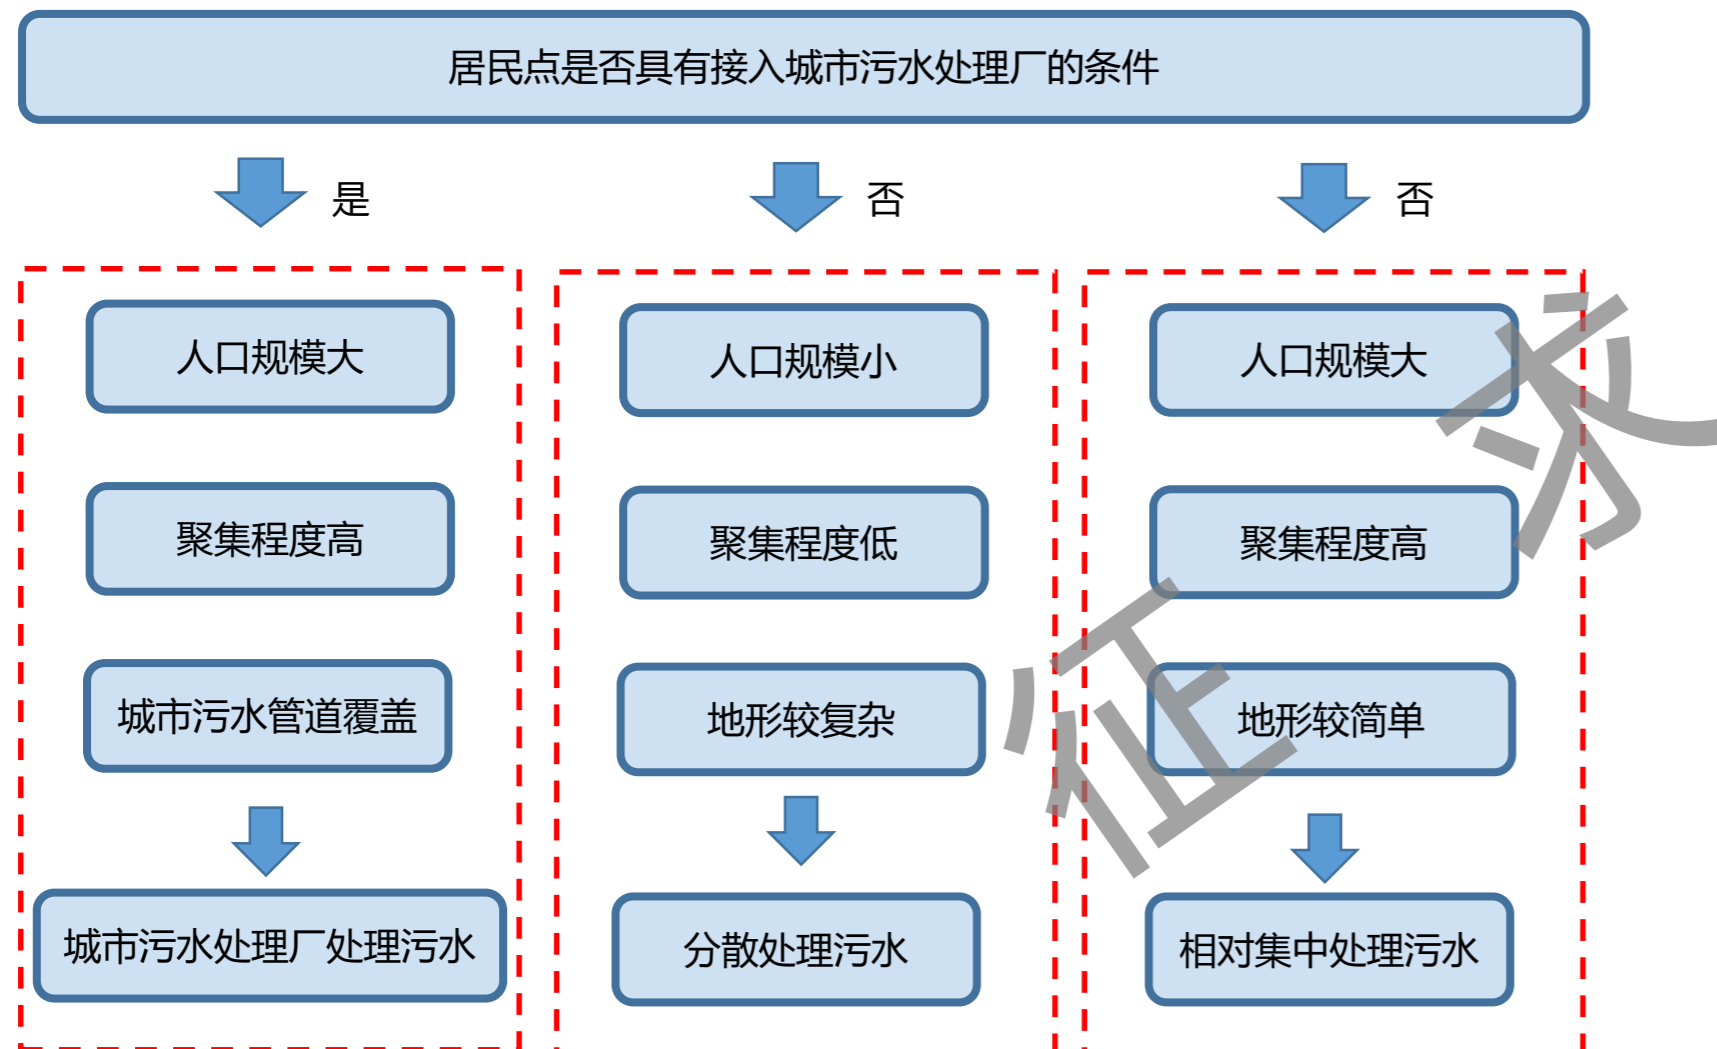 居民点是否具有接入城市污水处理厂的条件
是
否
否
人口规模大
聚集程度高
城市污水管道覆盖
城市污水处理厂处理污水
人口规模小
聚集程度低
地形较复杂
分散处理污水
人口规模大
聚集程度高
地形较简单
相对集中处理污水
征求